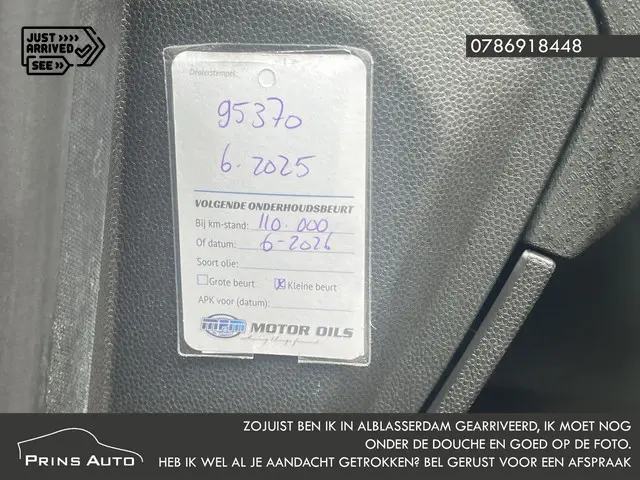 JUST >>>>
ARRIVED
SEE >>
0786918448
Dealerstempel:
95370
6-2025
VOLGENDE ONDERHOUDSBEURT
Bij km-stand: 110.000
Of datum: 6-2026
Soort olie:
Grote beurt Kleine beurt
APK voor (datum):
MPM MOTOR OILS
PRINS AUTO
ZOJUIST BEN IK IN ALBLASSERDAM GEARRIVEERD, IK MOET NOG
ONDER DE DOUCHE EN GOED OP DE FOTO.
HEB IK WEL AL JE AANDACHT GETROKKEN? BEL GERUST VOOR EEN AFSPRAAK